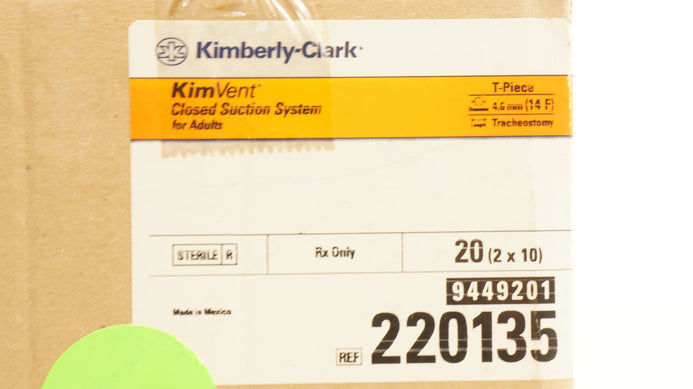 Kimberly-Clark
KimVent
Closed Suction System
for Adults
T-Piece
4.6 mm (14 F)
Tracheostomy
STERILE R
Rx Only
20 (2 x 10)
9449201
Made in Mexico
REF 220135